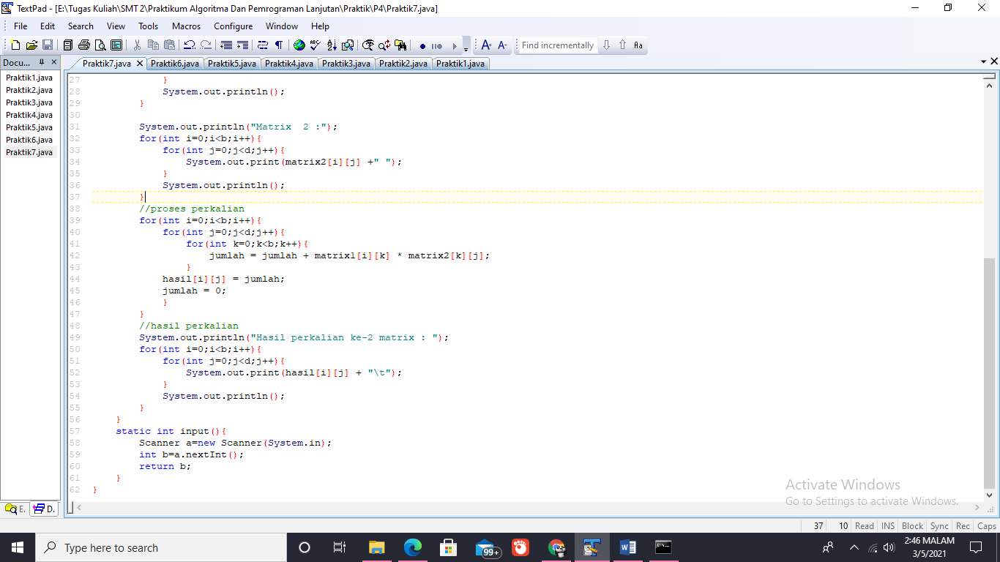 TextPad - [E:\Tugas Kuliah\SMT 2\Praktikum Algoritma Dan Pemrograman Lanjutan\Praktik\P4\Praktik7.java]
File Edit Search View Tools Macros Configure Window Help
Find incrementally
Docu...
Praktik7.java Praktik6.java Praktik5.java Praktik4.java Praktik3.java Praktik2.java Praktik1.java
Praktik1.java
Praktik2.java
Praktik3.java
Praktik4.java
Praktik5.java
Praktik6.java
Praktik7.java
E. D.
27 }
28 System.out.println();
29 }
30
31 System.out.println("Matrix  2 :");
32 for(int i=0;i<b;i++){
33 for(int j=0;j<d;j++){
34 System.out.print(matrix2[i][j] +" ");
35 }
36 System.out.println();
37 }
38 //proses perkalian
39 for(int i=0;i<b;i++){
40 for(int j=0;j<d;j++){
41 for(int k=0;k<b;k++){
42 jumlah = jumlah + matrix1[i][k] * matrix2[k][j];
43 }
44 hasil[i][j] = jumlah;
45 jumlah = 0;
46 }
47 }
48 //hasil perkalian
49 System.out.println("Hasil perkalian ke-2 matrix : ");
50 for(int i=0;i<b;i++){
51 for(int j=0;j<d;j++){
52 System.out.print(hasil[i][j] + "\t");
53 }
54 System.out.println();
55 }
56 }
57 static int input(){
58 Scanner a=new Scanner(System.in);
59 int b=a.nextInt();
60 return b;
61 }
62 }
Activate Windows
Go to Settings to activate Windows.
37 10 Read INS Block Sync Rec Caps
Type here to search
99+
2:46 MALAM
3/5/2021